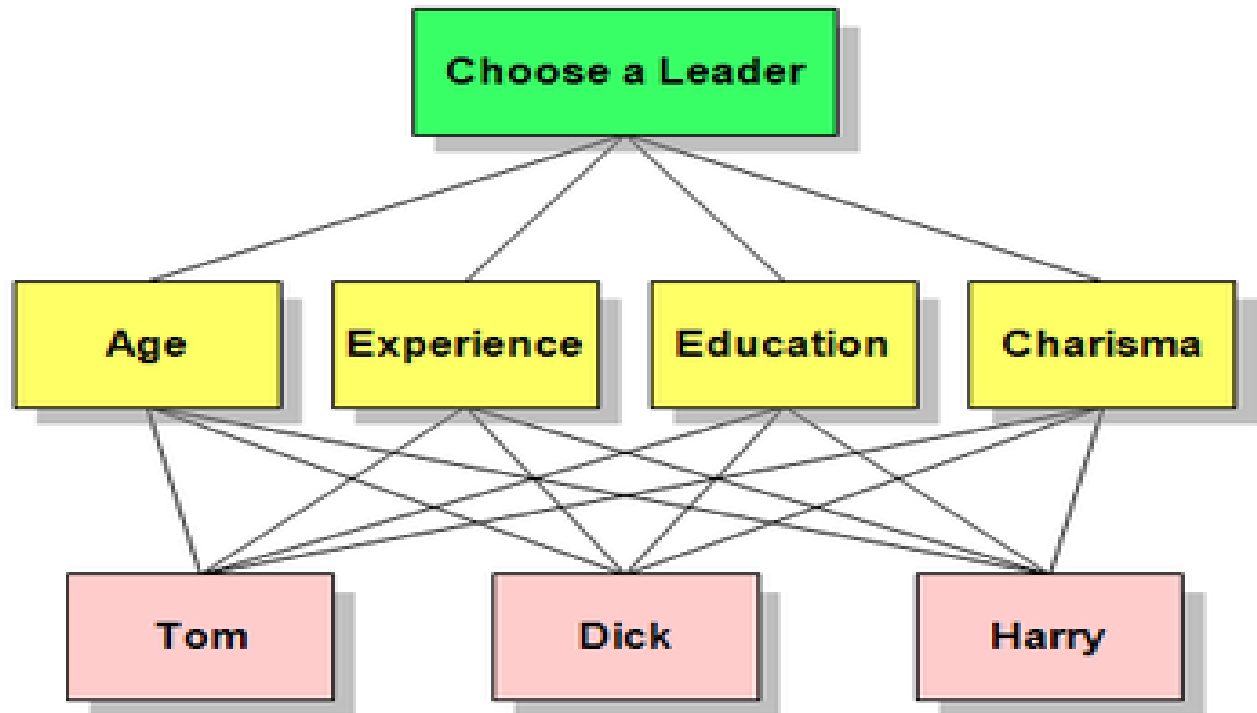 Choose a Leader
Age
Experience
Education
Charisma
Tom
Dick
Harry